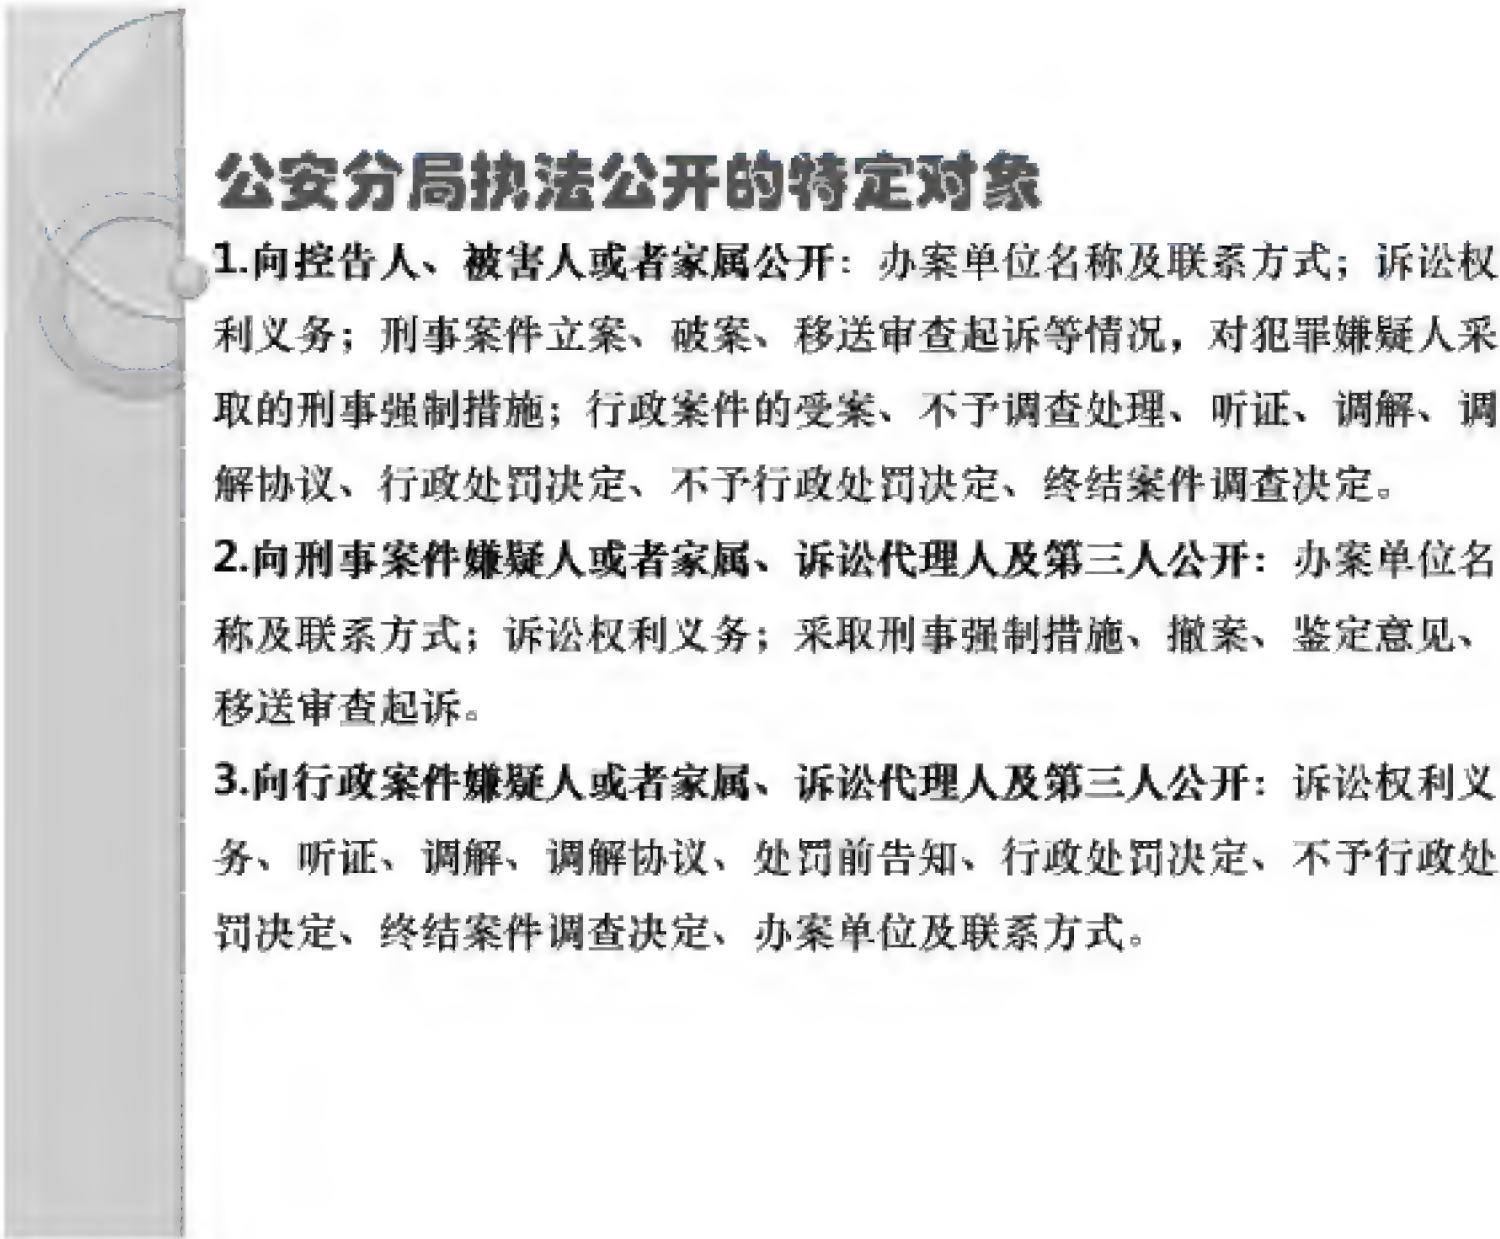 公安分局执法公开的特定对象
1.向控告人、被害人或者家属公开：办案单位名称及联系方式；诉讼权
利义务；刑事案件立案、破案、移送审查起诉等情况，对犯罪嫌疑人采
取的刑事强制措施；行政案件的受案、不予调查处理、听证、调解、调
解协议、行政处罚决定、不予行政处罚决定、终结案件调查决定。
2.向刑事案件嫌疑人或者家属、诉讼代理人及第三人公开：办案单位名
称及联系方式；诉讼权利义务；采取刑事强制措施、撤案、鉴定意见、
移送审查起诉。
3.向行政案件嫌疑人或者家属、诉讼代理人及第三人公开：诉讼权利义
务、听证、调解、调解协议、处罚前告知、行政处罚决定、不予行政处
罚决定、终结案件调查决定、办案单位及联系方式。